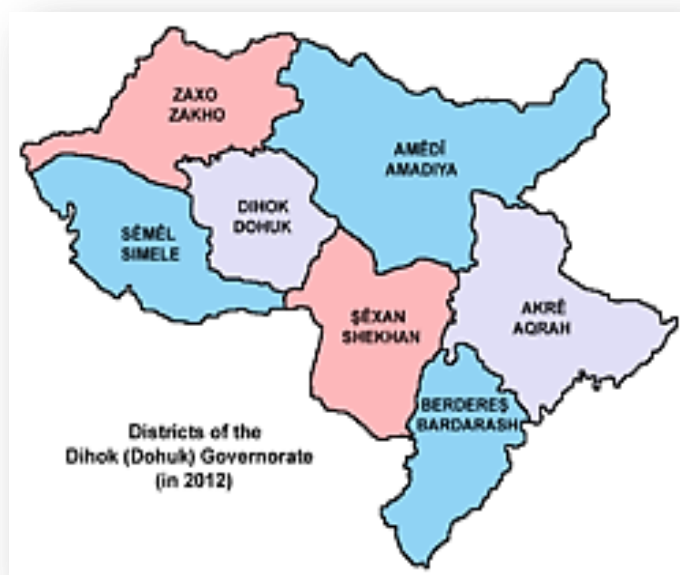 ZAXO
ZAKHO
AMÊDÎ
AMADIYA
DIHOK
DOHUK
SÊMÊL
SIMELE
ŞÊXAN
SHEKHAN
AKRÊ
AQRAH
BERDEREŞ
BARDARASH
Districts of the
Dihok (Dohuk) Governorate
(in 2012)